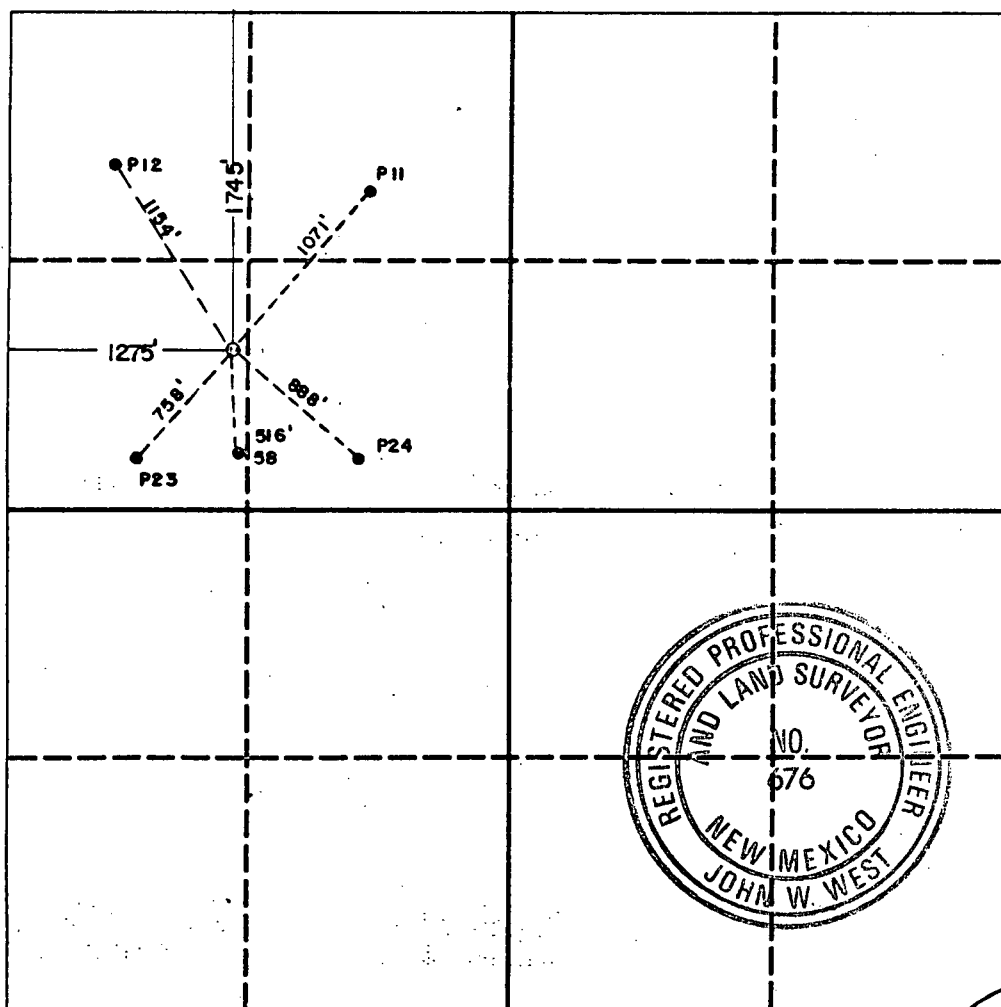 P12
P11
1745'
1154'
1071'
1275'
758'
888'
516'
58
P23
P24
REGISTERED PROFESSIONAL ENGINEER
AND LAND SURVEYOR
NO.
676
NEW MEXICO
JOHN W. WEST